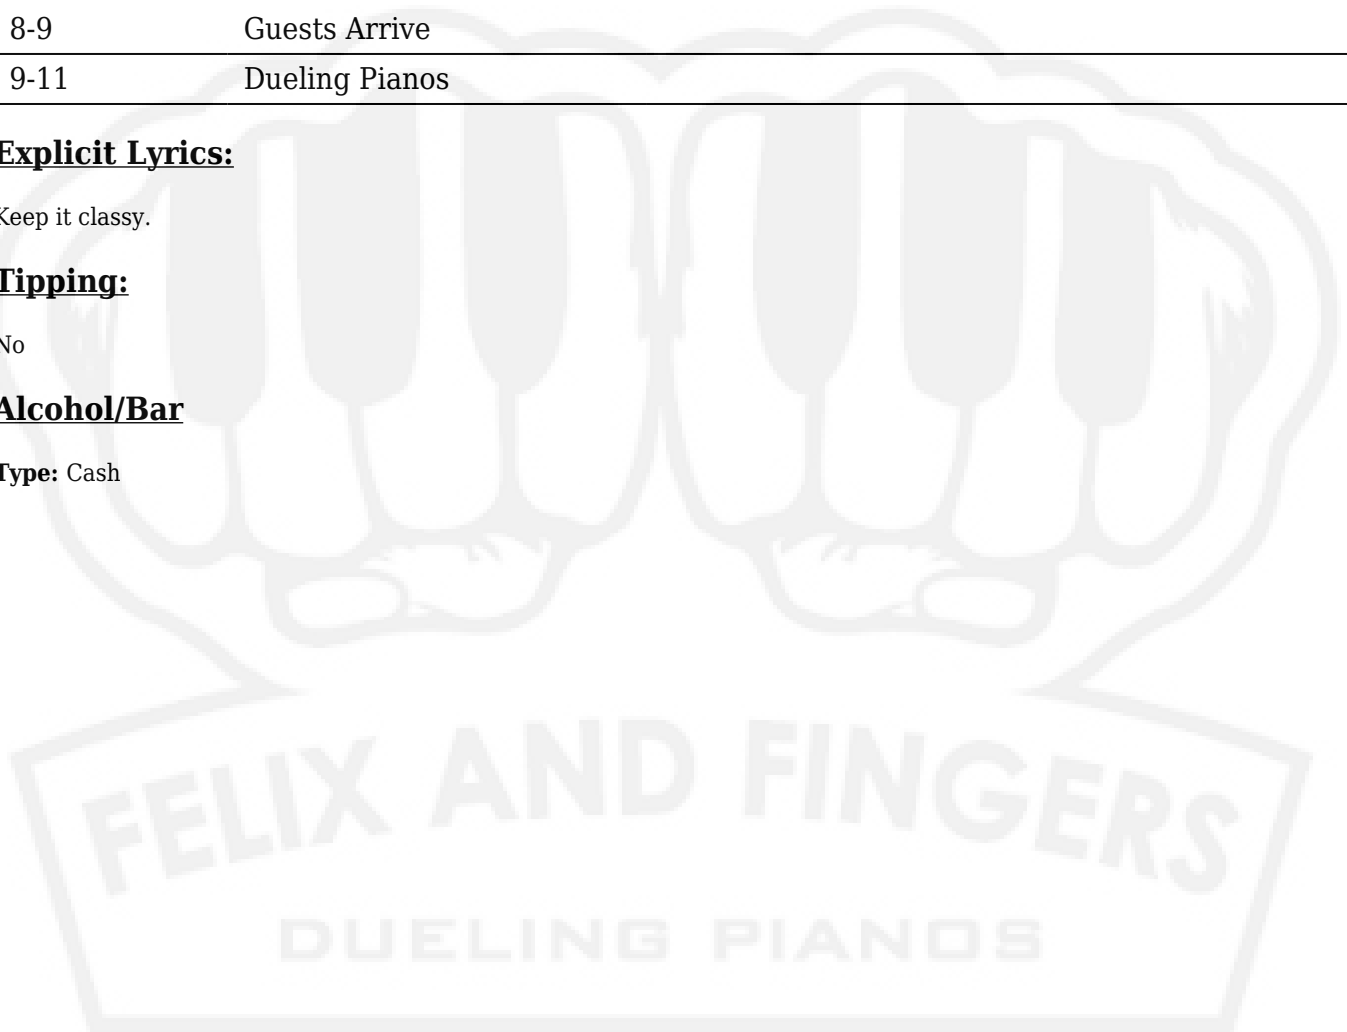 8-9 Guests Arrive
9-11 Dueling Pianos
Explicit Lyrics:
Keep it classy.
Tipping:
No
Alcohol/Bar
Type: Cash
FELIX AND FINGERS
DUELING PIANOS